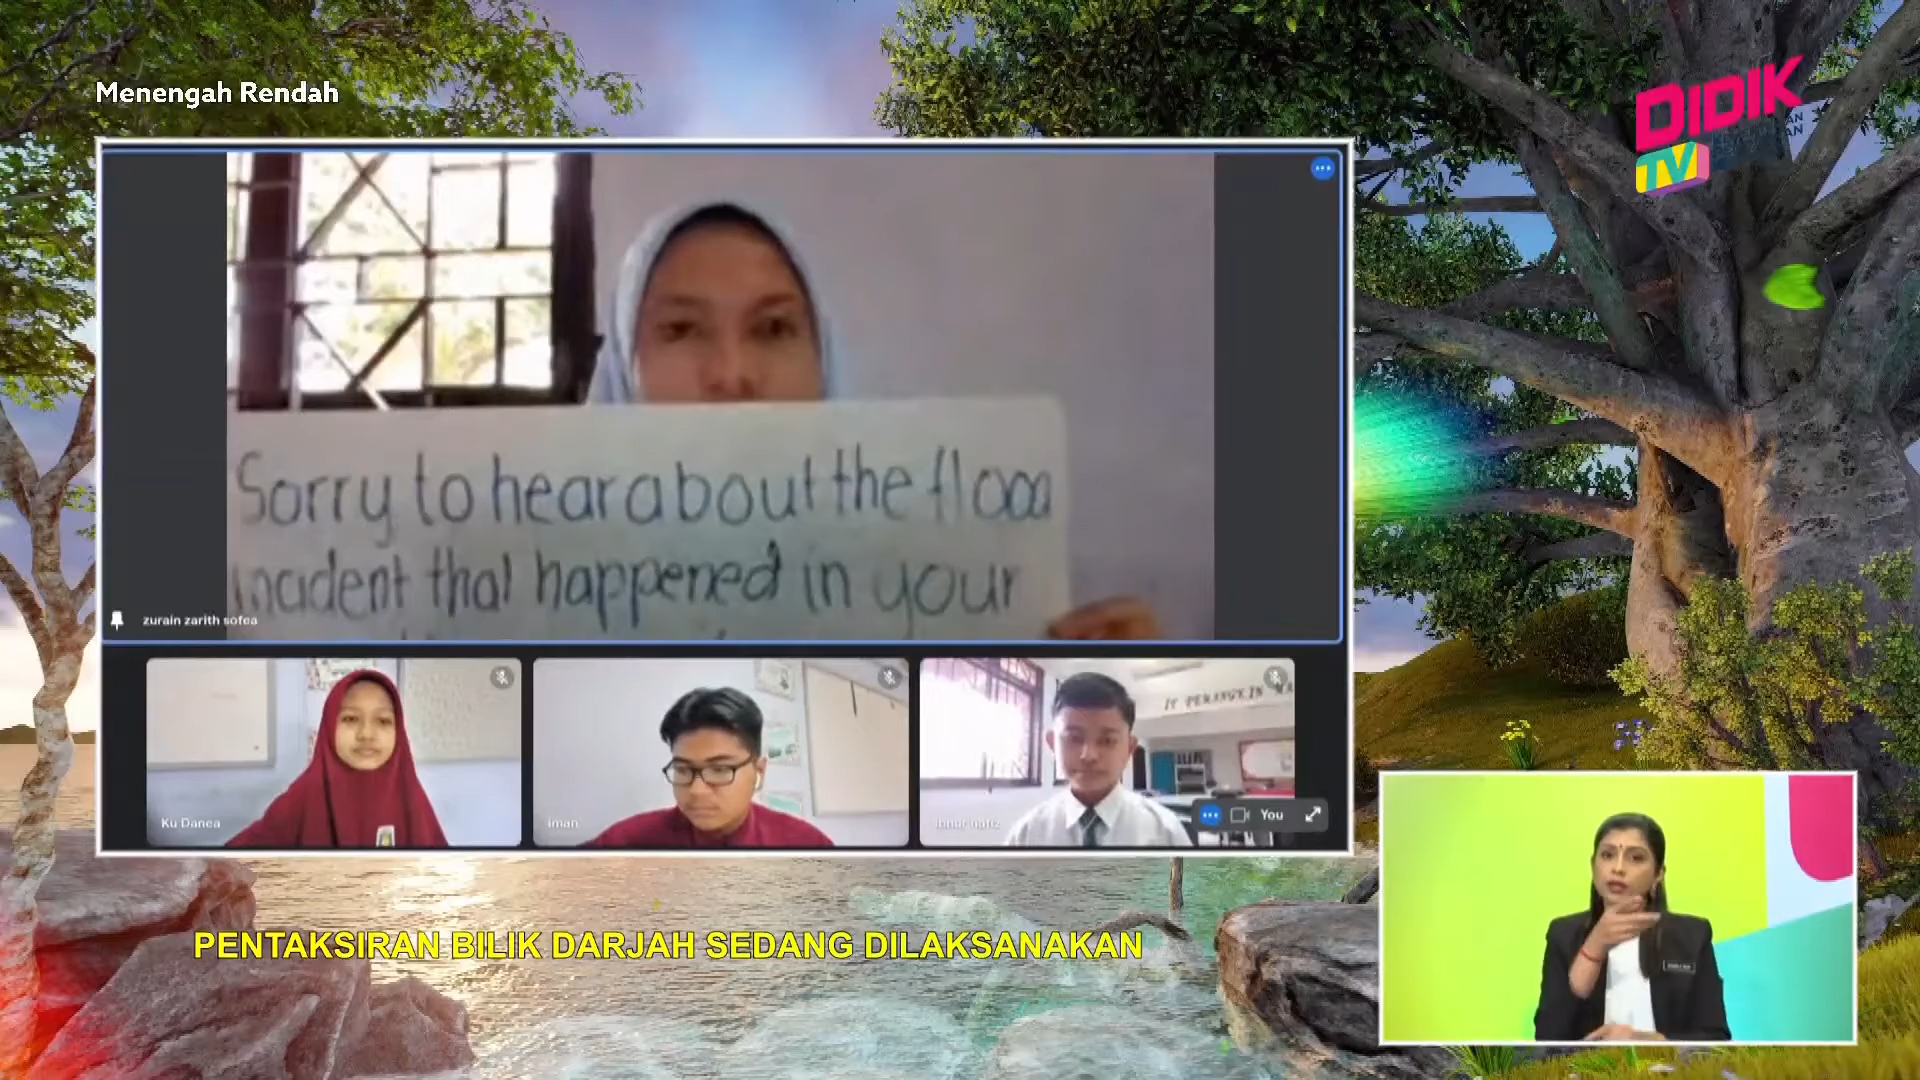 Menengah Rendah
DIDIK
TV
Sorry to hear about the flood
incident that happened in your
zurain zarith sofea
Ku Danea
iman
You
PENTAKSIRAN BILIK DARJAH SEDANG DILAKSANAKAN